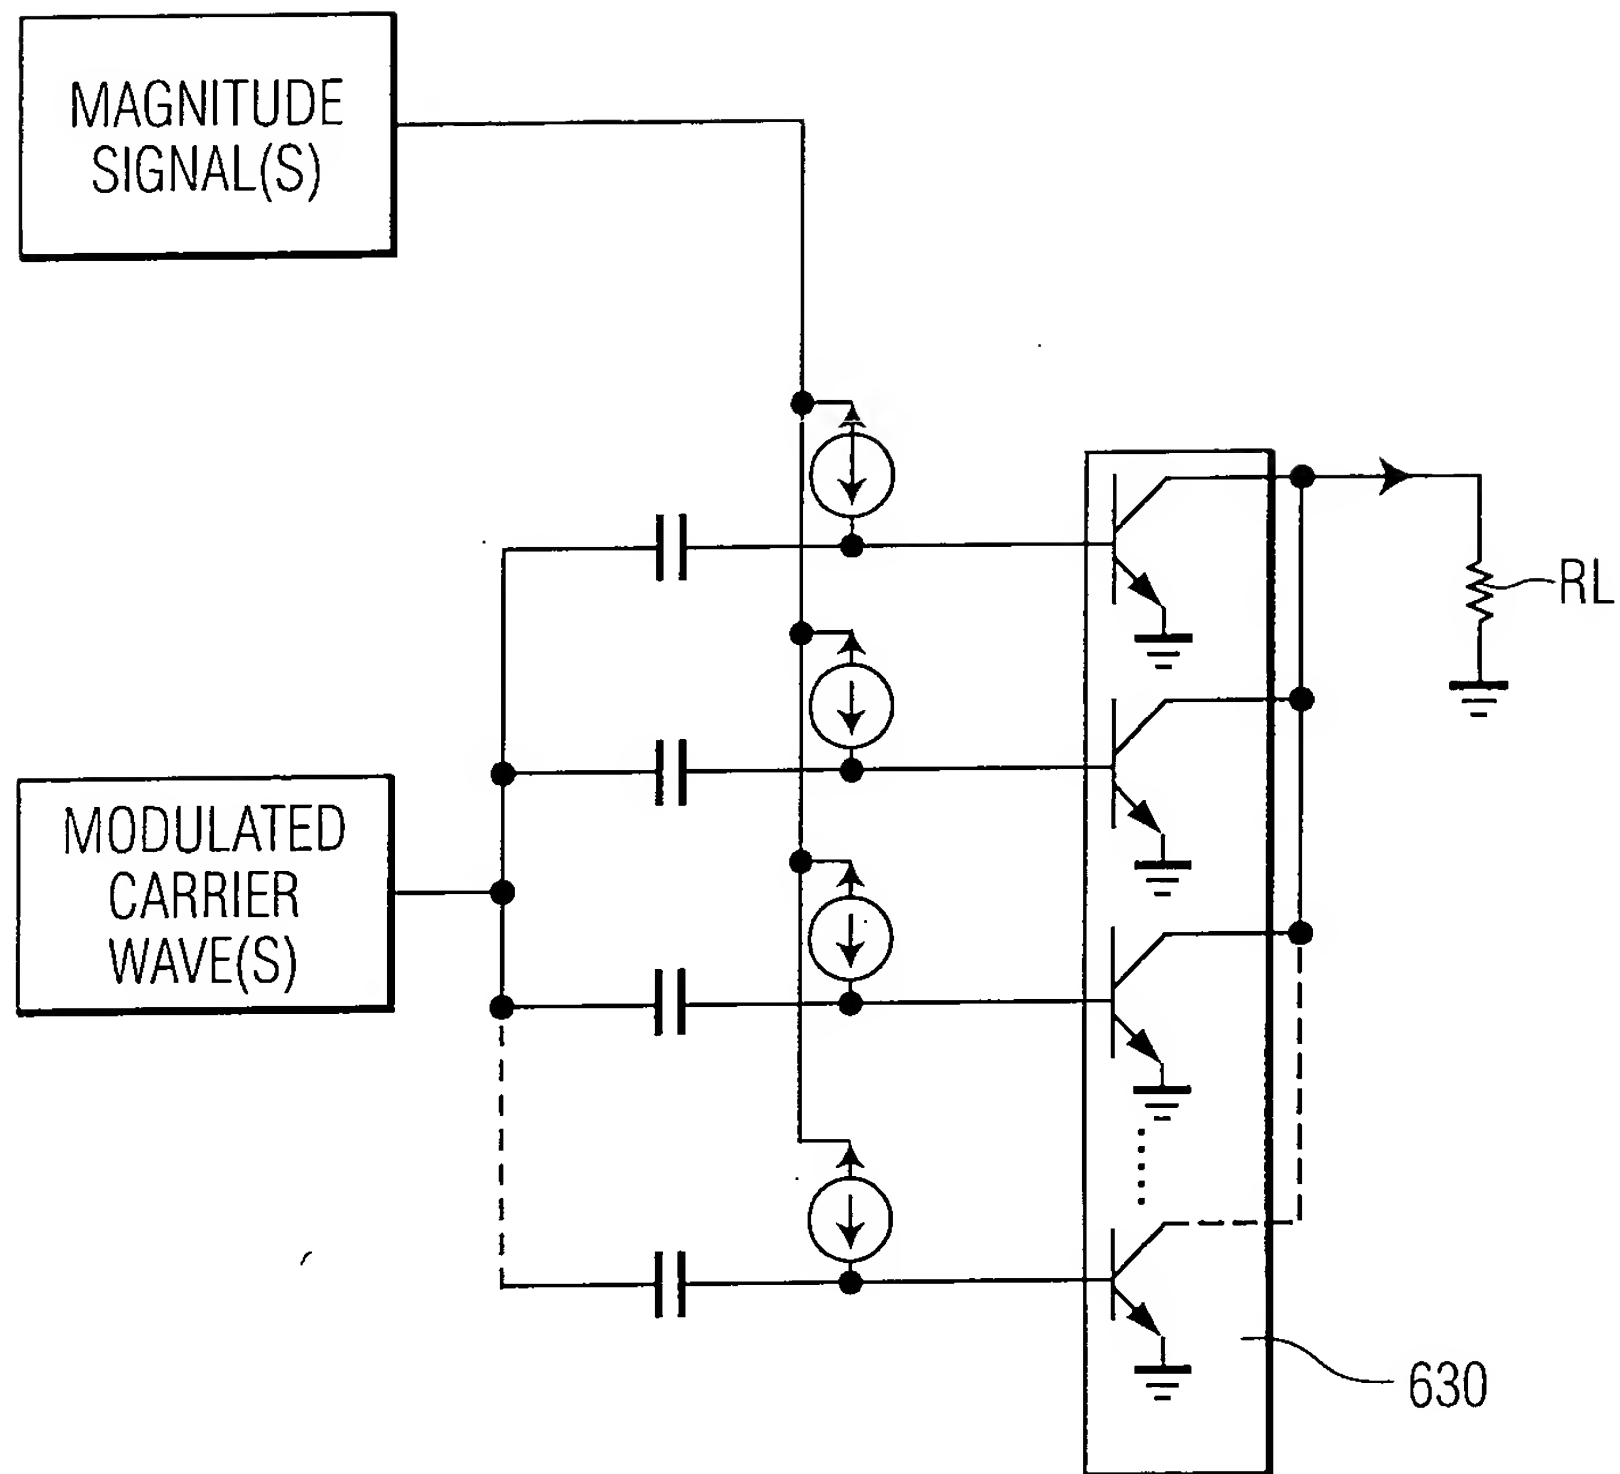 MAGNITUDE
SIGNAL(S)
RL
MODULATED
CARRIER
WAVE(S)
630